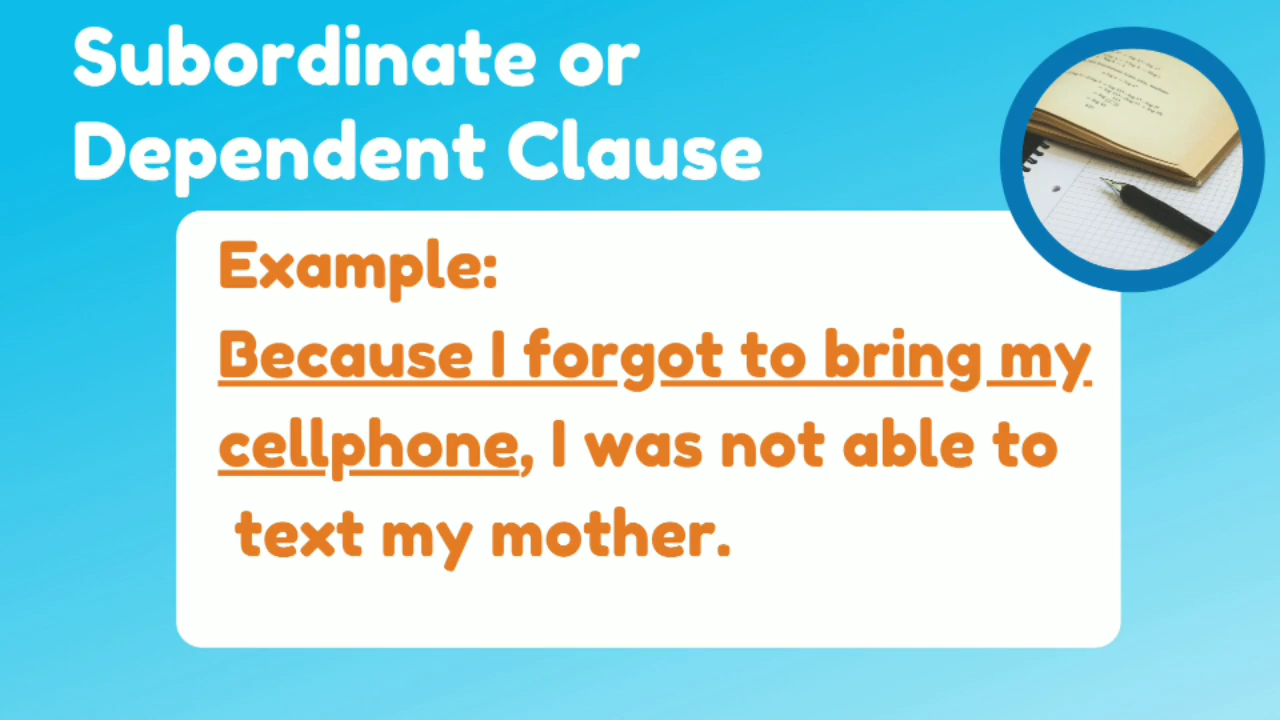 Subordinate or
Dependent Clause
Example:
Because I forgot to bring my
cellphone, I was not able to
text my mother.